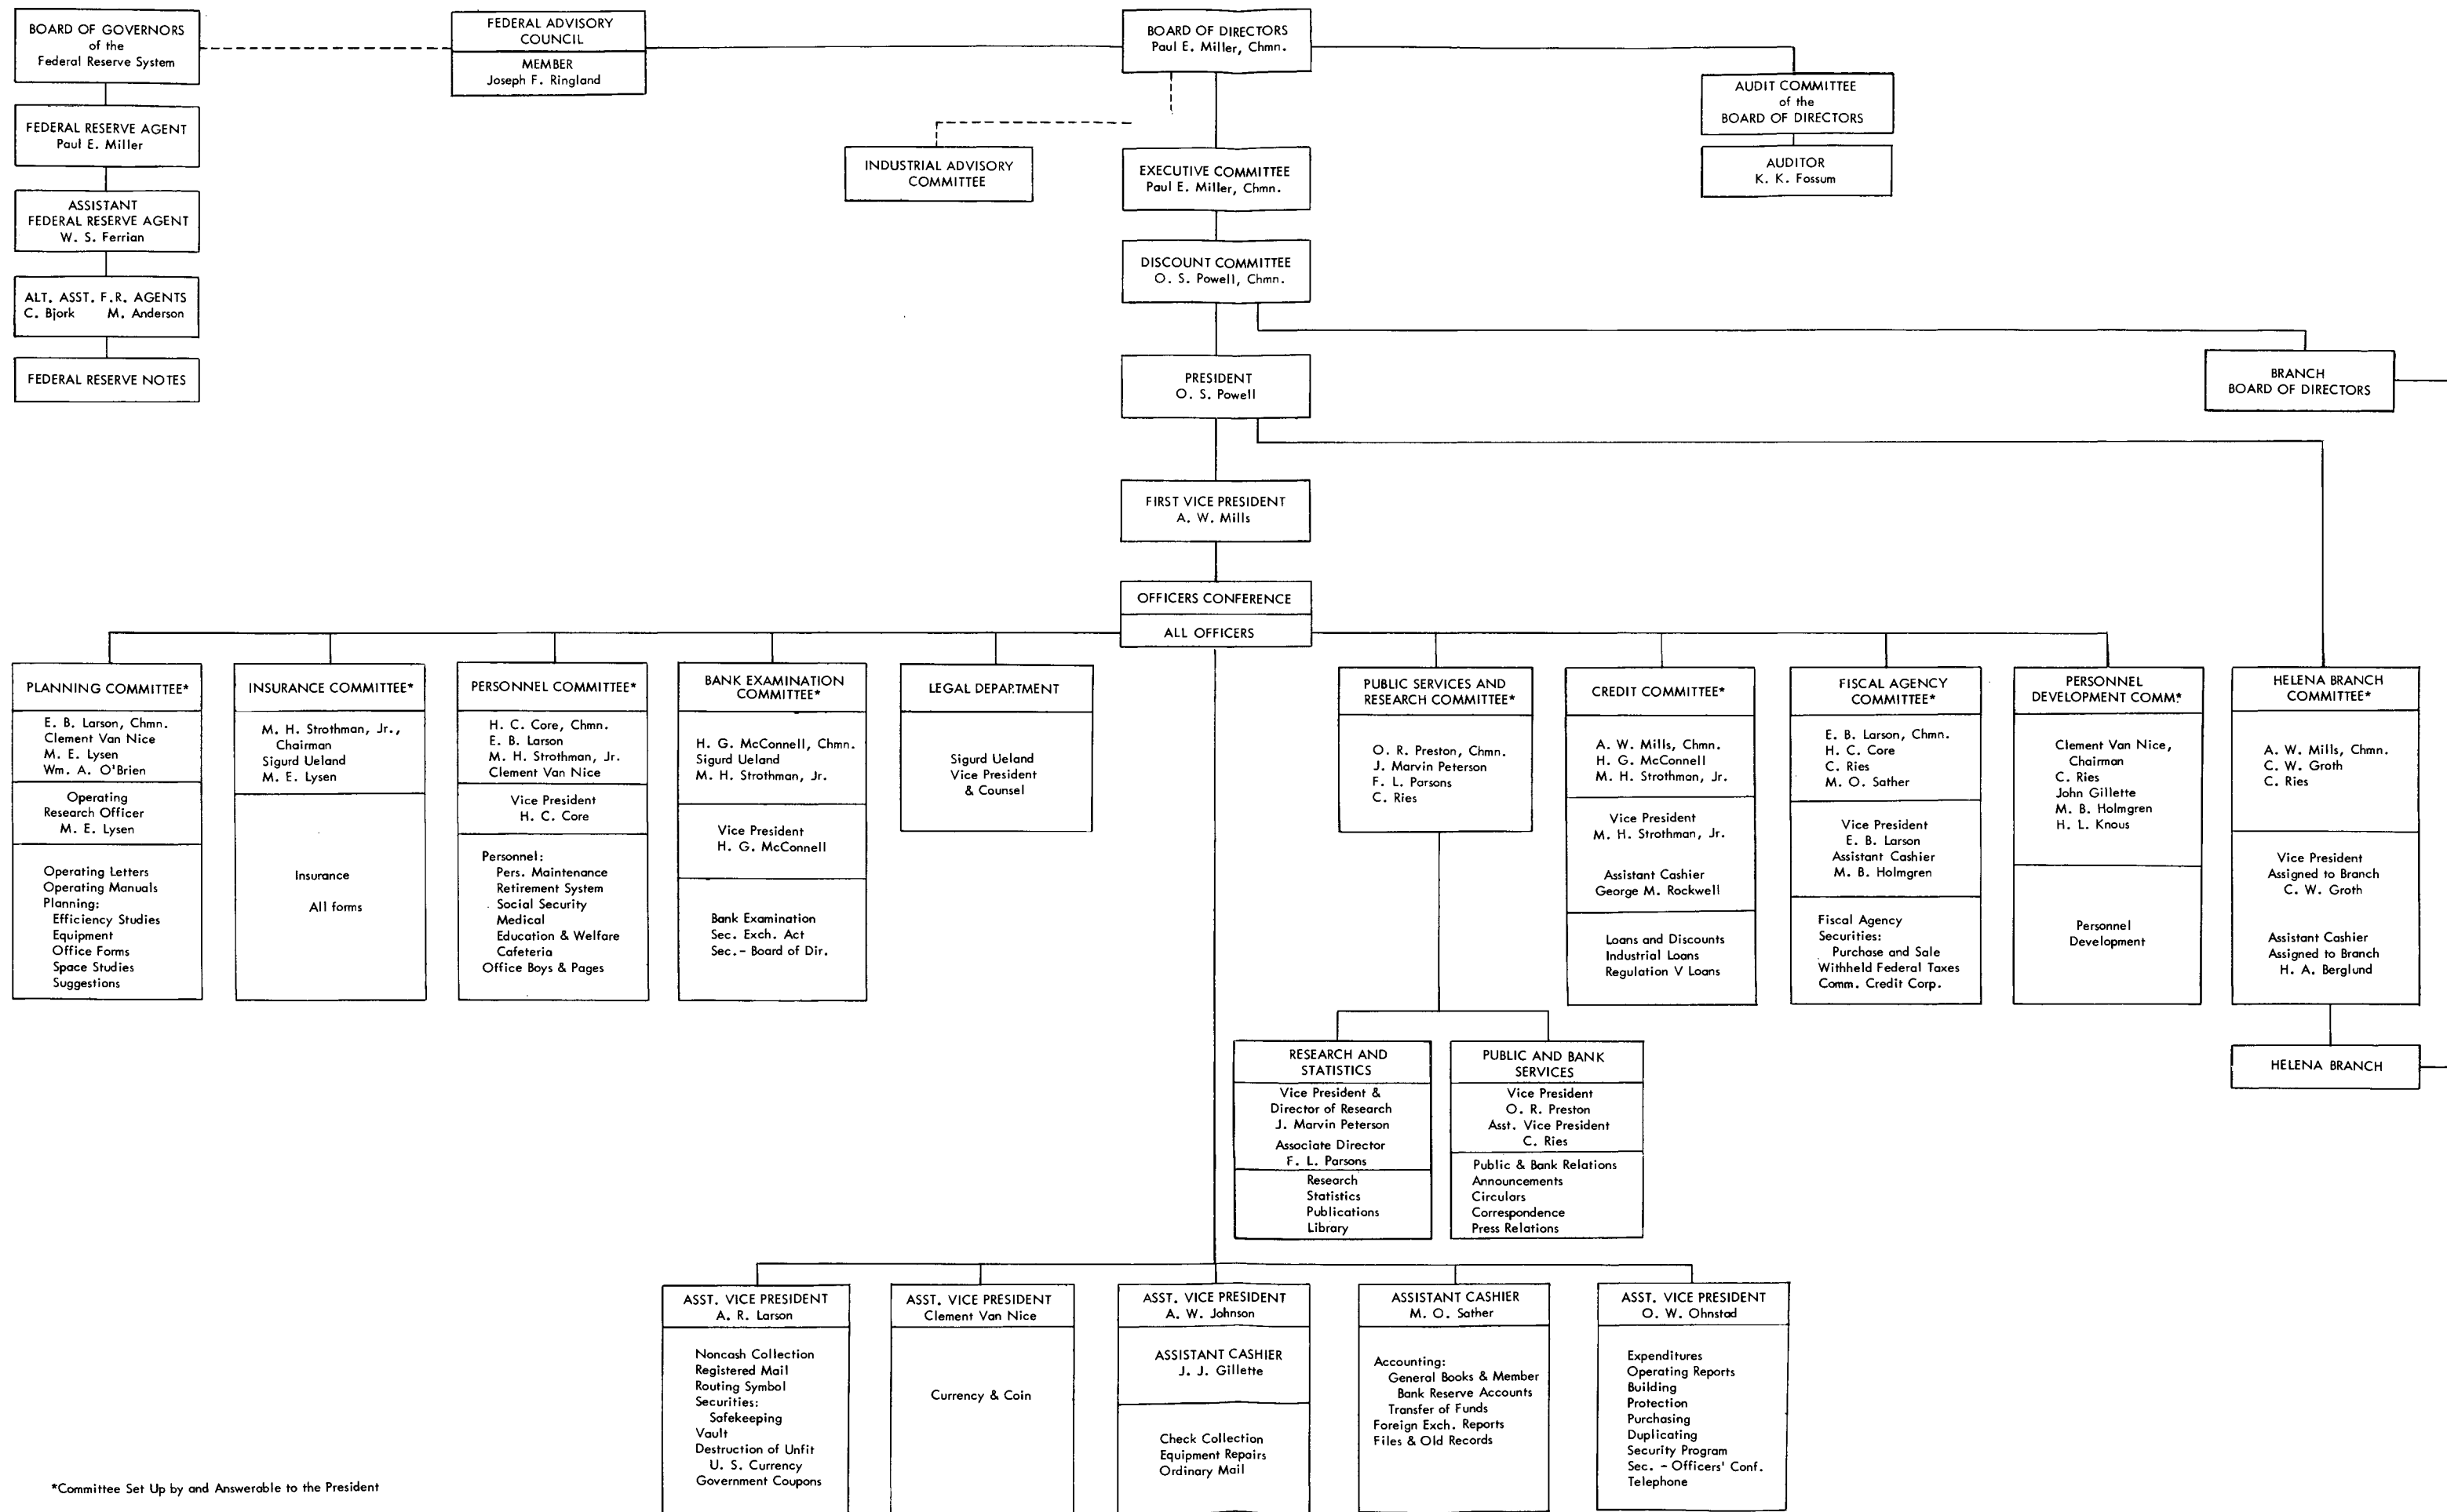 BOARD OF GOVERNORS
of the
Federal Reserve System
FEDERAL ADVISORY
COUNCIL
MEMBER
Joseph F. Ringland
BOARD OF DIRECTORS
Paul E. Miller, Chmn.
AUDIT COMMITTEE
of the
BOARD OF DIRECTORS
AUDITOR
K. K. Fossum
FEDERAL RESERVE AGENT
Paul E. Miller
INDUSTRIAL ADVISORY
COMMITTEE
EXECUTIVE COMMITTEE
Paul E. Miller, Chmn.
ASSISTANT
FEDERAL RESERVE AGENT
W. S. Ferrian
DISCOUNT COMMITTEE
O. S. Powell, Chmn.
ALT. ASST. F.R. AGENTS
C. Bjork M. Anderson
FEDERAL RESERVE NOTES
PRESIDENT
O. S. Powell
BRANCH
BOARD OF DIRECTORS
FIRST VICE PRESIDENT
A. W. Mills
OFFICERS CONFERENCE
ALL OFFICERS
PLANNING COMMITTEE*
E. B. Larson, Chmn.
Clement Van Nice
M. E. Lysen
Wm. A. O'Brien
Operating
Research Officer
M. E. Lysen
Operating Letters
Operating Manuals
Planning:
Efficiency Studies
Equipment
Office Forms
Space Studies
Suggestions
INSURANCE COMMITTEE*
M. H. Strothman, Jr.,
Chairman
Sigurd Ueland
M. E. Lysen
Insurance
All forms
PERSONNEL COMMITTEE*
H. C. Core, Chmn.
E. B. Larson
M. H. Strothman, Jr.
Clement Van Nice
Vice President
H. C. Core
Personnel:
Pers. Maintenance
Retirement System
Social Security
Medical
Education & Welfare
Cafeteria
Office Boys & Pages
BANK EXAMINATION
COMMITTEE*
H. G. McConnell, Chmn.
Sigurd Ueland
M. H. Strothman, Jr.
Vice President
H. G. McConnell
Bank Examination
Sec. Exch. Act
Sec.- Board of Dir.
LEGAL DEPARTMENT
Sigurd Ueland
Vice President
& Counsel
PUBLIC SERVICES AND
RESEARCH COMMITTEE*
O. R. Preston, Chmn.
J. Marvin Peterson
F. L. Parsons
C. Ries
CREDIT COMMITTEE*
A. W. Mills, Chmn.
H. G. McConnell
M. H. Strothman, Jr.
Vice President
M. H. Strothman, Jr.
Assistant Cashier
George M. Rockwell
Loans and Discounts
Industrial Loans
Regulation V Loans
FISCAL AGENCY
COMMITTEE*
E. B. Larson, Chmn.
H. C. Core
C. Ries
M. O. Sather
Vice President
E. B. Larson
Assistant Cashier
M. B. Holmgren
Fiscal Agency
Securities:
Purchase and Sale
Withheld Federal Taxes
Comm. Credit Corp.
PERSONNEL
DEVELOPMENT COMM.*
Clement Van Nice,
Chairman
C. Ries
John Gillette
M. B. Holmgren
H. L. Knous
Personnel
Development
HELENA BRANCH
COMMITTEE*
A. W. Mills, Chmn.
C. W. Groth
C. Ries
Vice President
Assigned to Branch
C. W. Groth
Assistant Cashier
Assigned to Branch
H. A. Berglund
HELENA BRANCH
RESEARCH AND
STATISTICS
Vice President &
Director of Research
J. Marvin Peterson
Associate Director
F. L. Parsons
Research
Statistics
Publications
Library
PUBLIC AND BANK
SERVICES
Vice President
O. R. Preston
Asst. Vice President
C. Ries
Public & Bank Relations
Announcements
Circulars
Correspondence
Press Relations
ASST. VICE PRESIDENT
A. R. Larson
Noncash Collection
Registered Mail
Routing Symbol
Securities:
Safekeeping
Vault
Destruction of Unfit
U. S. Currency
Government Coupons
ASST. VICE PRESIDENT
Clement Van Nice
Currency & Coin
ASST. VICE PRESIDENT
A. W. Johnson
ASSISTANT CASHIER
J. J. Gillette
Check Collection
Equipment Repairs
Ordinary Mail
ASSISTANT CASHIER
M. O. Sather
Accounting:
General Books & Member
Bank Reserve Accounts
Transfer of Funds
Foreign Exch. Reports
Files & Old Records
ASST. VICE PRESIDENT
O. W. Ohnstad
Expenditures
Operating Reports
Building
Protection
Purchasing
Duplicating
Security Program
Sec. - Officers' Conf.
Telephone
*Committee Set Up by and Answerable to the President